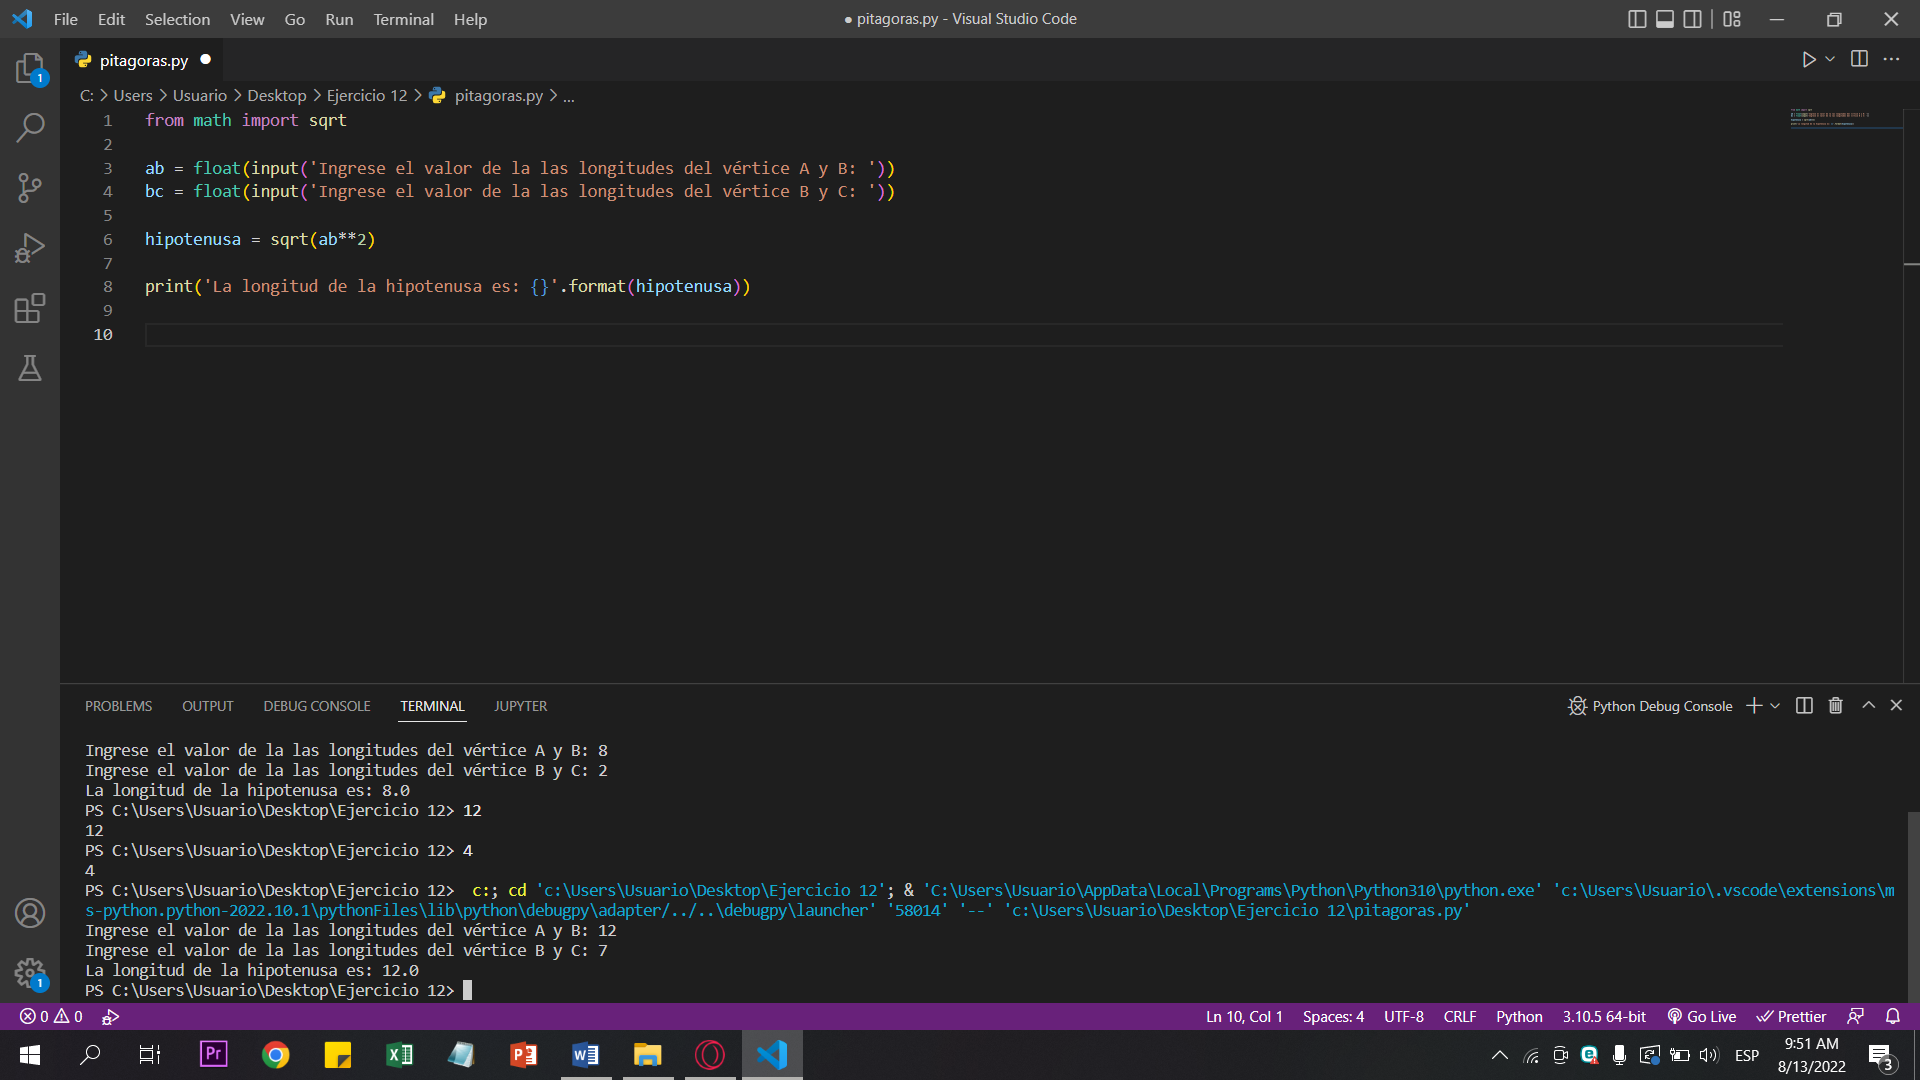 File Edit Selection View Go Run Terminal Help ● pitagoras.py - Visual Studio Code
pitagoras.py
C: > Users > Usuario > Desktop > Ejercicio 12 > pitagoras.py > ...
1 from math import sqrt
2
3 ab = float(input('Ingrese el valor de la las longitudes del vértice A y B: '))
4 bc = float(input('Ingrese el valor de la las longitudes del vértice B y C: '))
5
6 hipotenusa = sqrt(ab**2)
7
8 print('La longitud de la hipotenusa es: {}'.format(hipotenusa))
9
10
PROBLEMS OUTPUT DEBUG CONSOLE TERMINAL JUPYTER Python Debug Console
Ingrese el valor de la las longitudes del vértice A y B: 8
Ingrese el valor de la las longitudes del vértice B y C: 2
La longitud de la hipotenusa es: 8.0
PS C:\Users\Usuario\Desktop\Ejercicio 12> 12
12
PS C:\Users\Usuario\Desktop\Ejercicio 12> 4
4
PS C:\Users\Usuario\Desktop\Ejercicio 12>  c:; cd 'c:\Users\Usuario\Desktop\Ejercicio 12'; & 'C:\Users\Usuario\AppData\Local\Programs\Python\Python310\python.exe' 'c:\Users\Usuario\.vscode\extensions\m
s-python.python-2022.10.1\pythonFiles\lib\python\debugpy\adapter/../..\debugpy\launcher' '58014' '--' 'c:\Users\Usuario\Desktop\Ejercicio 12\pitagoras.py'
Ingrese el valor de la las longitudes del vértice A y B: 12
Ingrese el valor de la las longitudes del vértice B y C: 7
La longitud de la hipotenusa es: 12.0
PS C:\Users\Usuario\Desktop\Ejercicio 12>
1
1
0 0 Ln 10, Col 1 Spaces: 4 UTF-8 CRLF Python 3.10.5 64-bit Go Live Prettier
Pr ESP 9:51 AM
8/13/2022 3